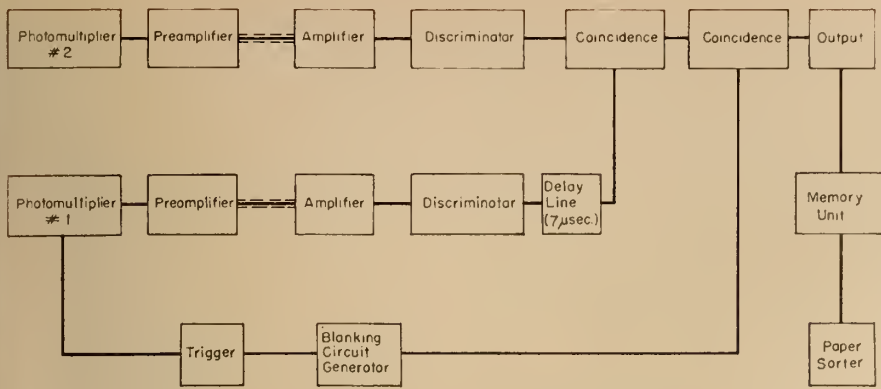 Photomultiplier
#2
Preamplifier
Amplifier
Discriminator
Coincidence
Coincidence
Output
Photomultiplier
#1
Preamplifier
Amplifier
Discriminator
Delay
Line
(7μsec.)
Memory
Unit
Trigger
Blanking
Circuit
Generator
Paper
Sorter